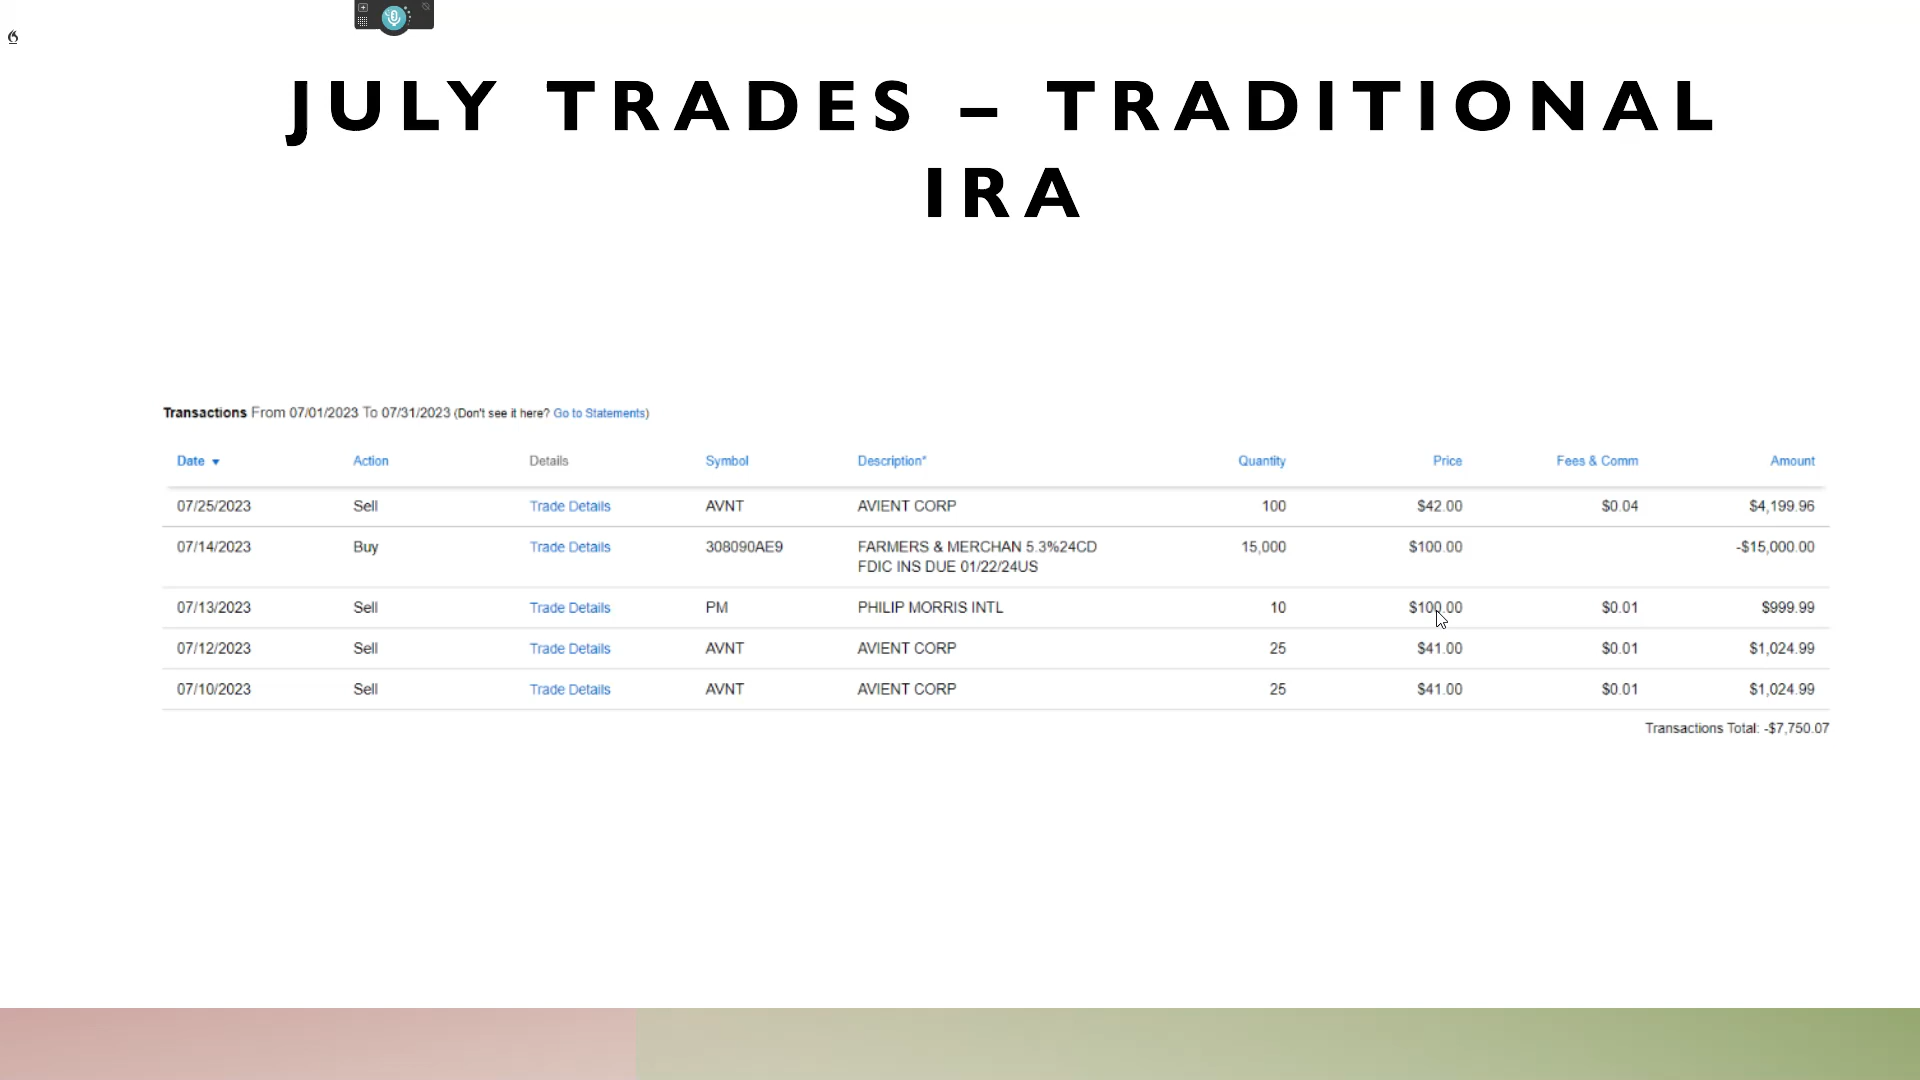 JULY TRADES – TRADITIONAL
IRA
Transactions From 07/01/2023 To 07/31/2023 (Don't see it here? Go to Statements)
Date ▼ Action Details Symbol Description* Quantity Price Fees & Comm Amount
07/25/2023 Sell Trade Details AVNT AVIENT CORP 100 $42.00 $0.04 $4,199.96
07/14/2023 Buy Trade Details 308090AE9 FARMERS & MERCHAN 5.3%24CD 15,000 $100.00 -$15,000.00
FDIC INS DUE 01/22/24US
07/13/2023 Sell Trade Details PM PHILIP MORRIS INTL 10 $100.00 $0.01 $999.99
07/12/2023 Sell Trade Details AVNT AVIENT CORP 25 $41.00 $0.01 $1,024.99
07/10/2023 Sell Trade Details AVNT AVIENT CORP 25 $41.00 $0.01 $1,024.99
Transactions Total: -$7,750.07